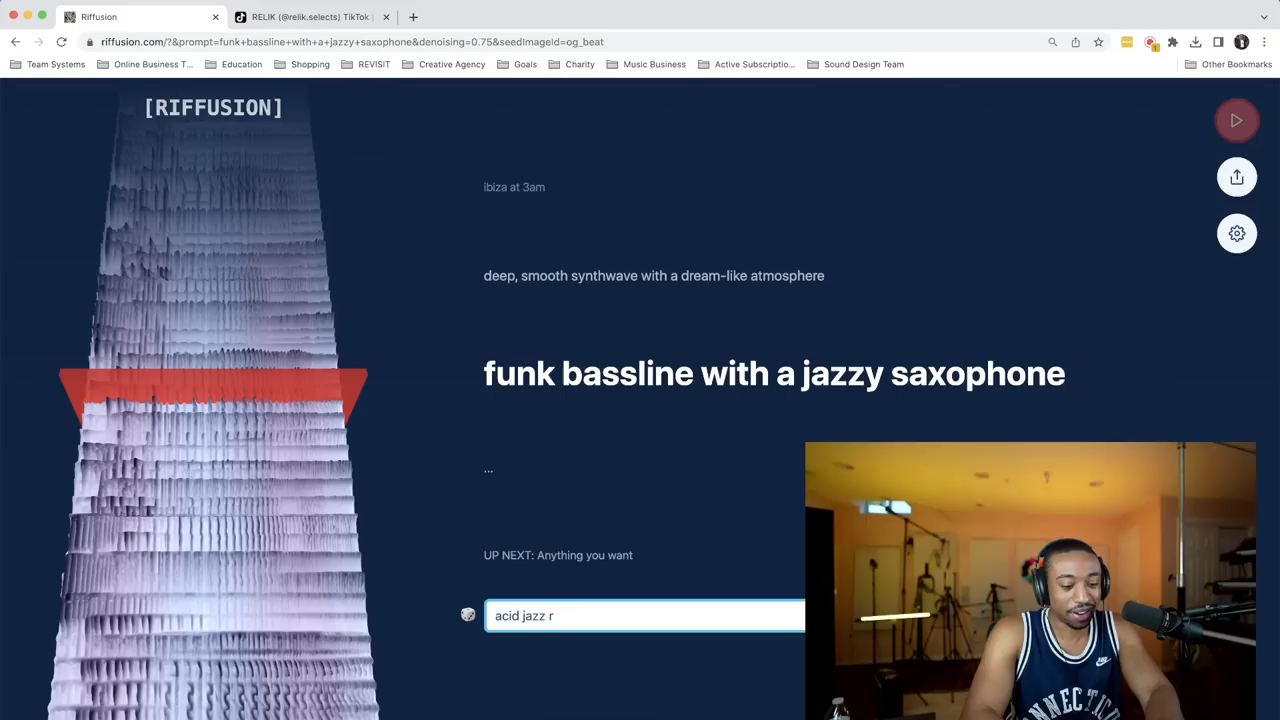 Riffusion
RELIK (@relik.selects) TikTok
riffusion.com/?&prompt=funk+bassline+with+a+jazzy+saxophone&denoising=0.75&seedImageId=og_beat
Team Systems
Online Business T...
Education
Shopping
REVISIT
Creative Agency
Goals
Charity
Music Business
Active Subscriptio...
Sound Design Team
Other Bookmarks
[RIFFUSION]
ibiza at 3am
deep, smooth synthwave with a dream-like atmosphere
funk bassline with a jazzy saxophone
...
UP NEXT: Anything you want
acid jazz r